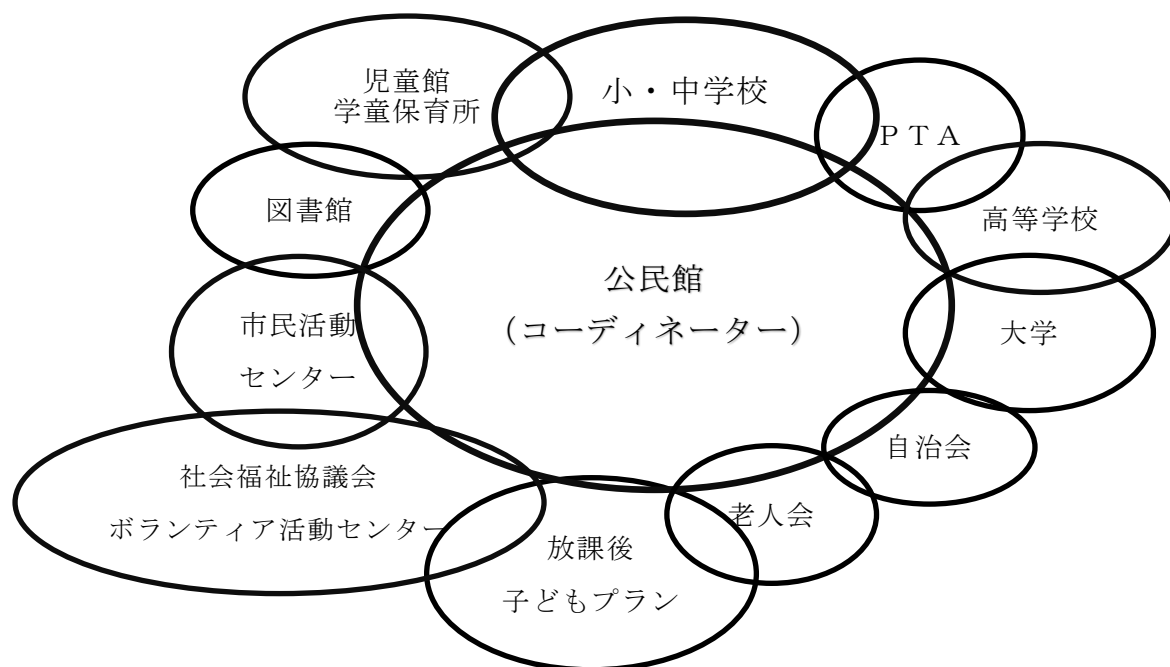 児童館
学童保育所
小・中学校
ＰＴＡ
図書館
高等学校
公民館
（コーディネーター）
市民活動
センター
大学
自治会
社会福祉協議会
ボランティア活動センター
老人会
放課後
子どもプラン